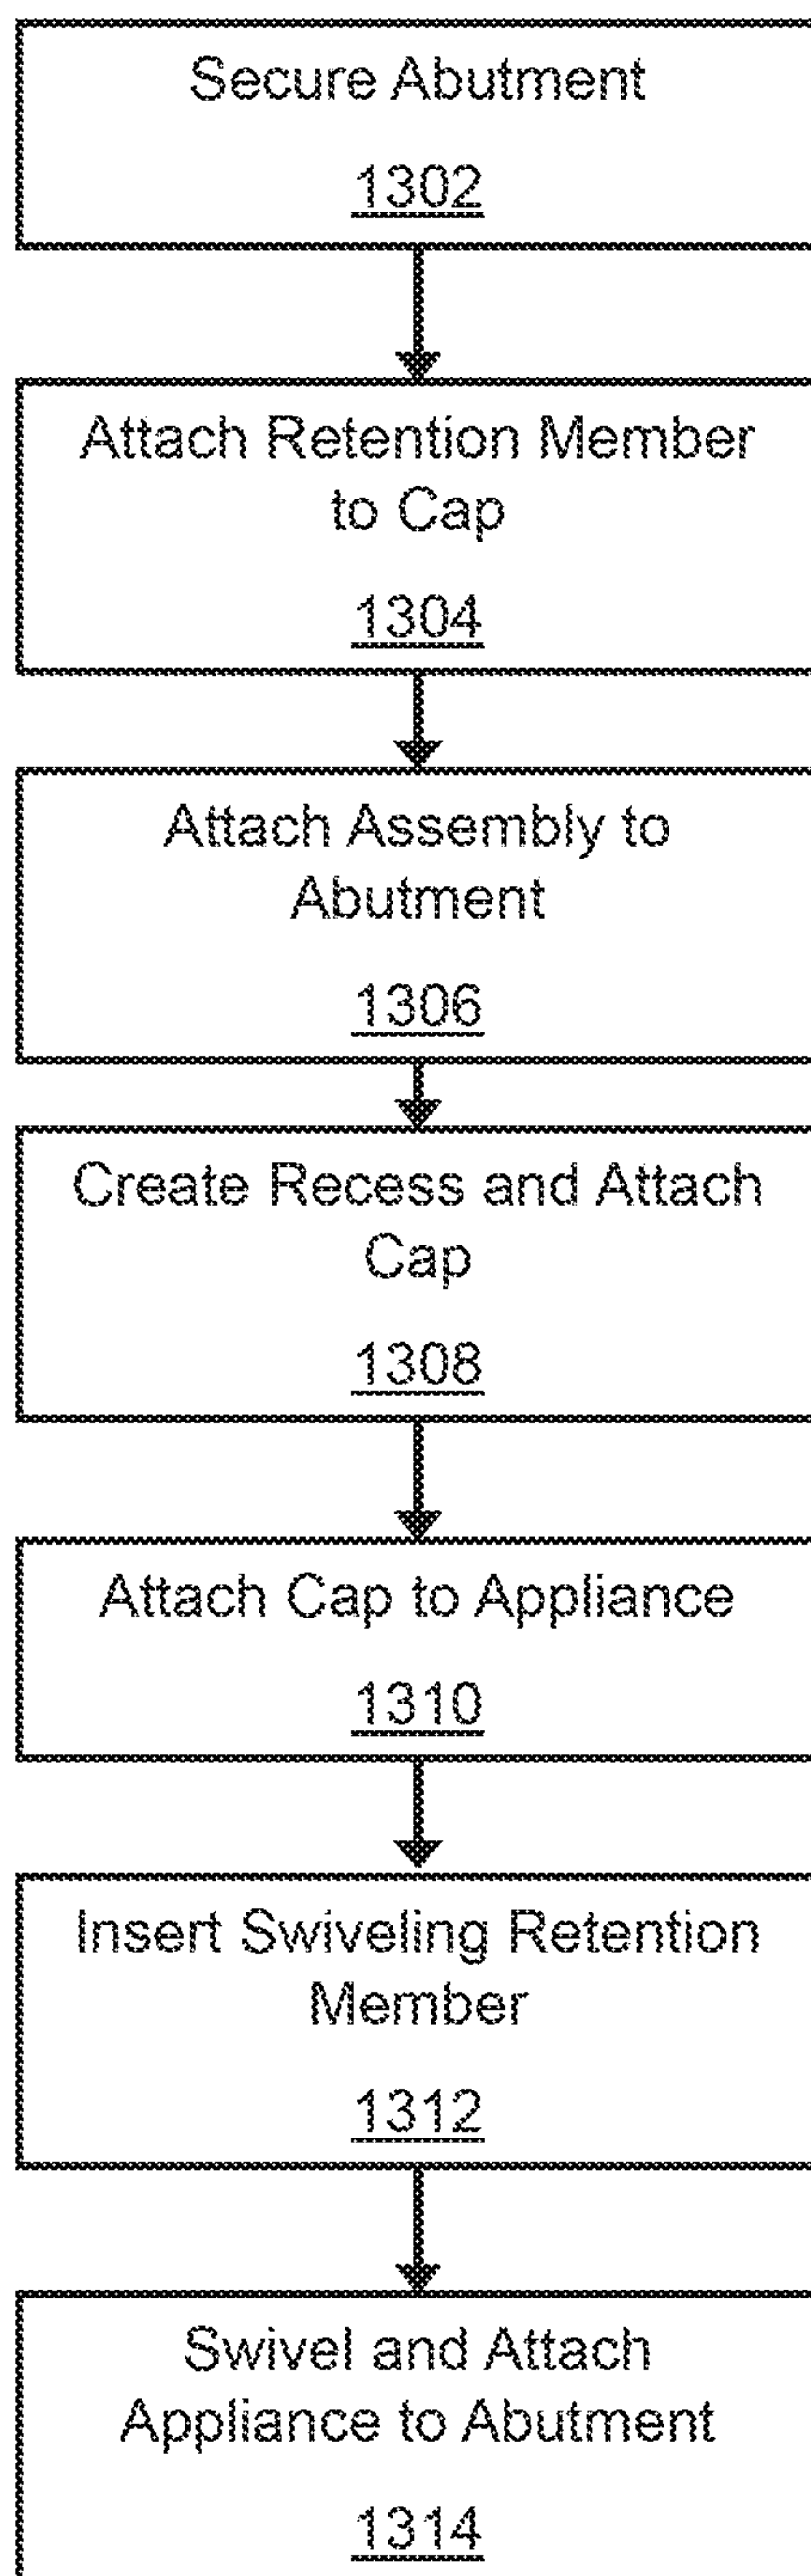 Secure Abutment
1302
Attach Retention Member
to Cap
1304
Attach Assembly to
Abutment
1306
Create Recess and Attach
Cap
1308
Attach Cap to Appliance
1310
Insert Swiveling Retention
Member
1312
Swivel and Attach
Appliance to Abutment
1314